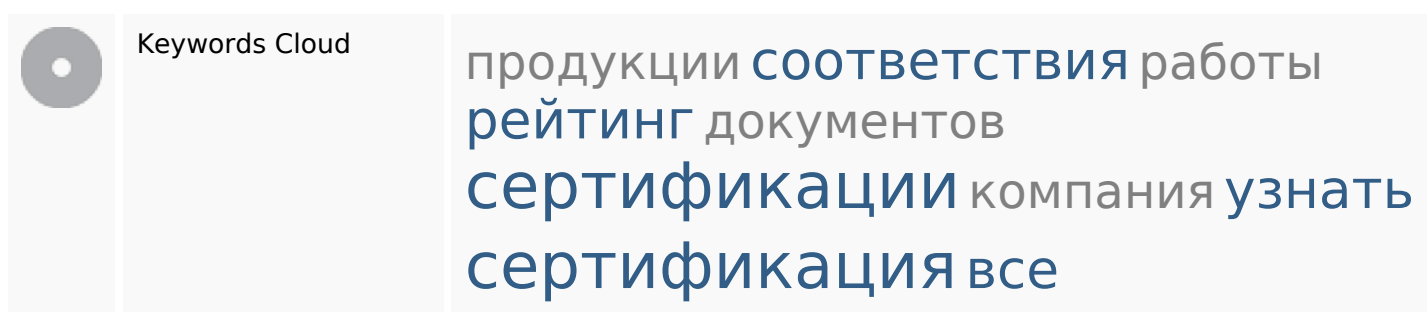 Keywords Cloud
продукции соответствия работы
рейтинг документов
сертификации компания узнать
сертификация все